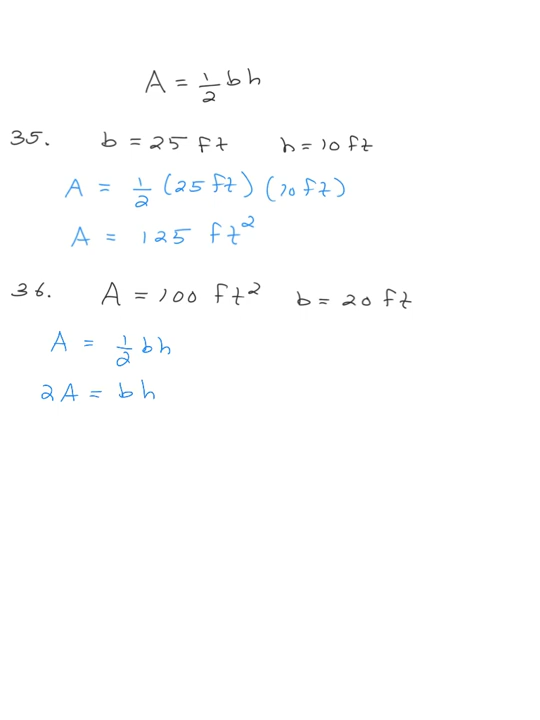 A = 1/2 bh
35. b = 25 ft h = 10 ft
A = 1/2 (25 ft) (10 ft)
A = 125 ft²
36. A = 100 ft² b = 20 ft
A = 1/2 bh
2A = bh